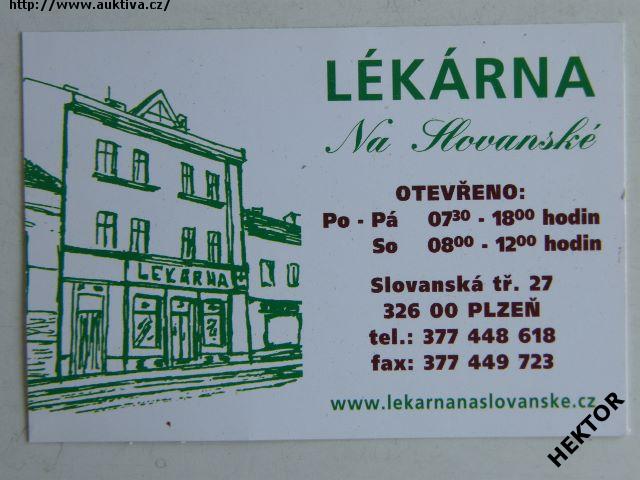 http://www.auktiva.cz/
LÉKÁRNA
Na Slovanské
OTEVŘENO:
Po - Pá 07³⁰ - 18⁰⁰ hodin
So 08⁰⁰ - 12⁰⁰ hodin
Slovanská tř. 27
326 00 PLZEŇ
tel.: 377 448 618
fax: 377 449 723
www.lekarnanaslovanske.cz
LÉKÁRNA
HEKTOR